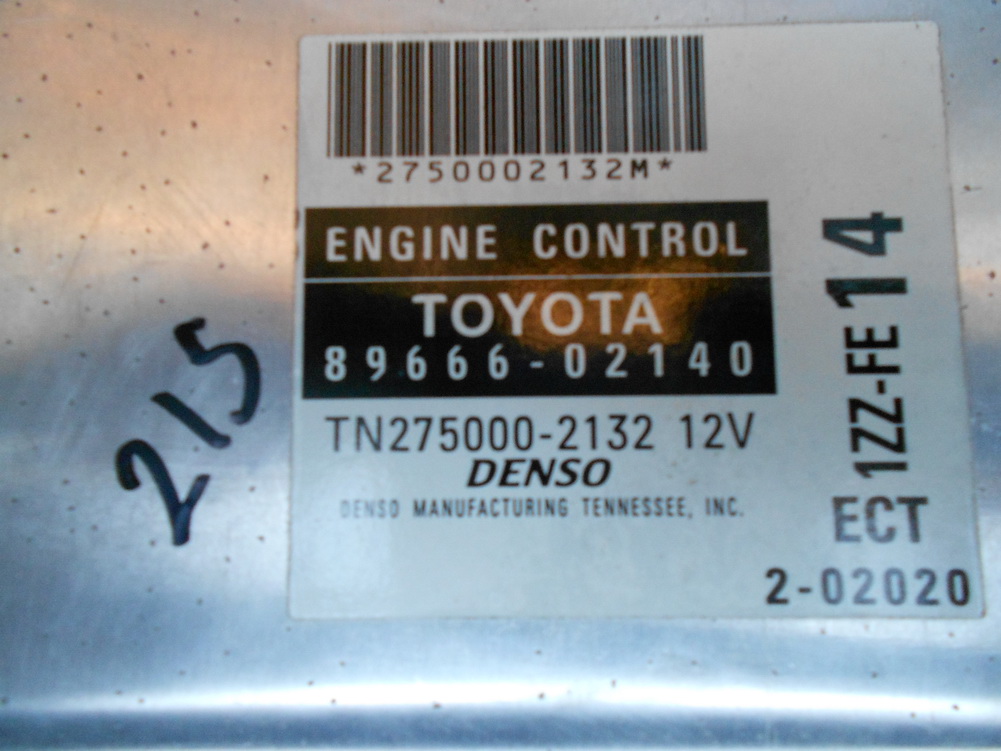 *2750002132M*
ENGINE CONTROL
TOYOTA
89666-02140
TN275000-2132 12V
DENSO
DENSO MANUFACTURING TENNESSEE, INC.
1ZZ-FE 14
ECT
2-02020
215